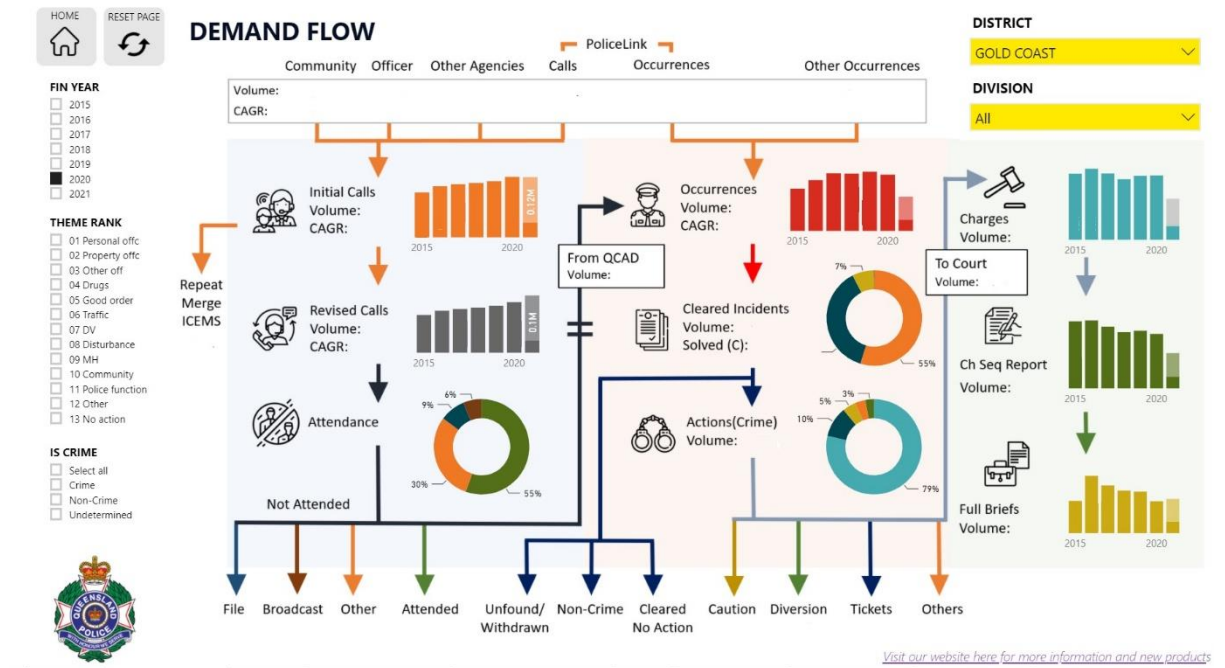 HOME
RESET PAGE
DEMAND FLOW
PoliceLink
Community Officer Other Agencies Calls Occurrences Other Occurrences
Volume:
CAGR:
DISTRICT
GOLD COAST
DIVISION
All
FIN YEAR
2015
2016
2017
2018
2019
2020
2021
THEME RANK
01 Personal offc
02 Property offc
03 Other off
04 Drugs
05 Good order
06 Traffic
07 DV
08 Disturbance
09 MH
10 Community
11 Police function
12 Other
13 No action
IS CRIME
Select all
Crime
Non-Crime
Undetermined
QUEENSLAND
POLICE
WITH HONOUR WE SERVE
Repeat
Merge
ICEMS
Initial Calls
Volume:
CAGR:
0.12M
2015 2020
Revised Calls
Volume:
CAGR:
0.1M
2015 2020
Attendance
6%
9%
30%
55%
Not Attended
From QCAD
Volume:
Occurrences
Volume:
CAGR:
2015 2020
Cleared Incidents
Volume:
Solved (C):
7%
55%
Actions(Crime)
Volume:
3%
5%
10%
79%
To Court
Volume:
Charges
Volume:
2015 2020
Ch Seq Report
Volume:
2015 2020
Full Briefs
Volume:
2015 2020
File Broadcast Other Attended Unfound/ Non-Crime Cleared Caution Diversion Tickets Others
Withdrawn No Action
Visit our website here for more information and new products